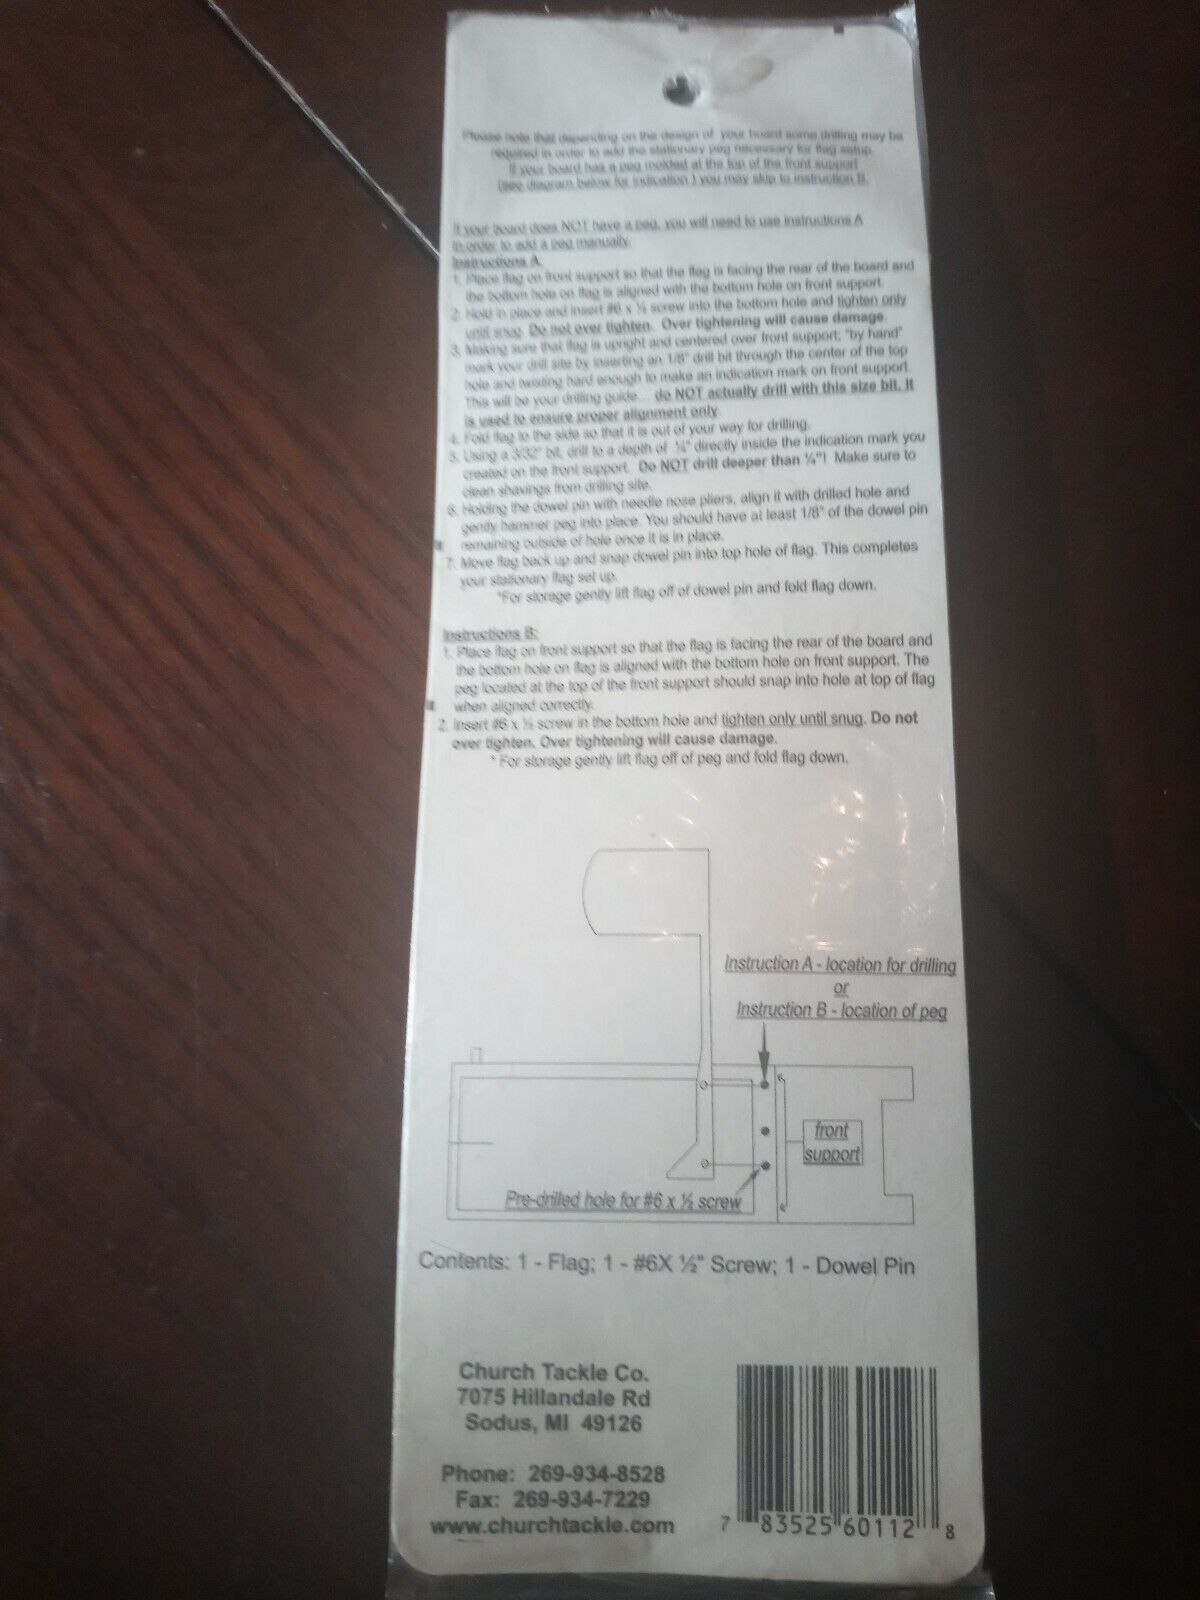 Please note that depending on the design of your board some drilling may be
required in order to add the stationary peg necessary for flag setup.
If your board has a peg molded at the top of the front support
(see diagram below for indication ) you may skip to instruction B.
If your board does NOT have a peg, you will need to use Instructions A
in order to add a peg manually.
Instructions A.
1. Place flag on front support so that the flag is facing the rear of the board and
the bottom hole on flag is aligned with the bottom hole on front support.
2. Hold in place and insert #6 x ½ screw into the bottom hole and tighten only
until snug. Do not over tighten. Over tightening will cause damage.
3. Making sure that flag is upright and centered over front support; "by hand"
mark your drill site by inserting an 1/8" drill bit through the center of the top
hole and twisting hard enough to make an indication mark on front support.
This will be your drilling guide… do NOT actually drill with this size bit. It
is used to ensure proper alignment only.
4. Fold flag to the side so that it is out of your way for drilling.
5. Using a 3/32" bit, drill to a depth of ¼" directly inside the indication mark you
created on the front support. Do NOT drill deeper than ¼"! Make sure to
clean shavings from drilling site.
6. Holding the dowel pin with needle nose pliers, align it with drilled hole and
gently hammer peg into place. You should have at least 1/8" of the dowel pin
remaining outside of hole once it is in place.
7. Move flag back up and snap dowel pin into top hole of flag. This completes
your stationary flag set up.
*For storage gently lift flag off of dowel pin and fold flag down.
Instructions B:
1. Place flag on front support so that the flag is facing the rear of the board and
the bottom hole on flag is aligned with the bottom hole on front support. The
peg located at the top of the front support should snap into hole at top of flag
when aligned correctly.
2. Insert #6 x ½ screw in the bottom hole and tighten only until snug. Do not
over tighten. Over tightening will cause damage.
* For storage gently lift flag off of peg and fold flag down.
Instruction A - location for drilling
or
Instruction B - location of peg
front
support
Pre-drilled hole for #6 x ½ screw
Contents: 1 - Flag; 1 - #6X ½" Screw; 1 - Dowel Pin
Church Tackle Co.
7075 Hillandale Rd
Sodus, MI 49126
Phone: 269-934-8528
Fax: 269-934-7229
www.churchtackle.com
7 83525 60112 8